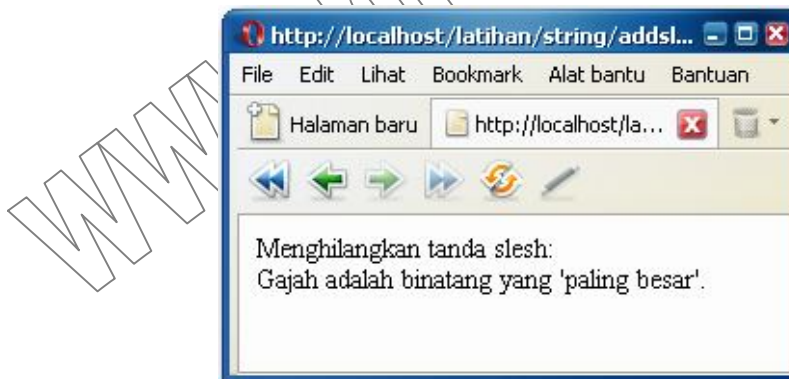 http://localhost/latihan/string/addsl...
File Edit Lihat Bookmark Alat bantu Bantuan
Halaman baru http://localhost/la...
WWW
Menghilangkan tanda slesh:
Gajah adalah binatang yang 'paling besar'.